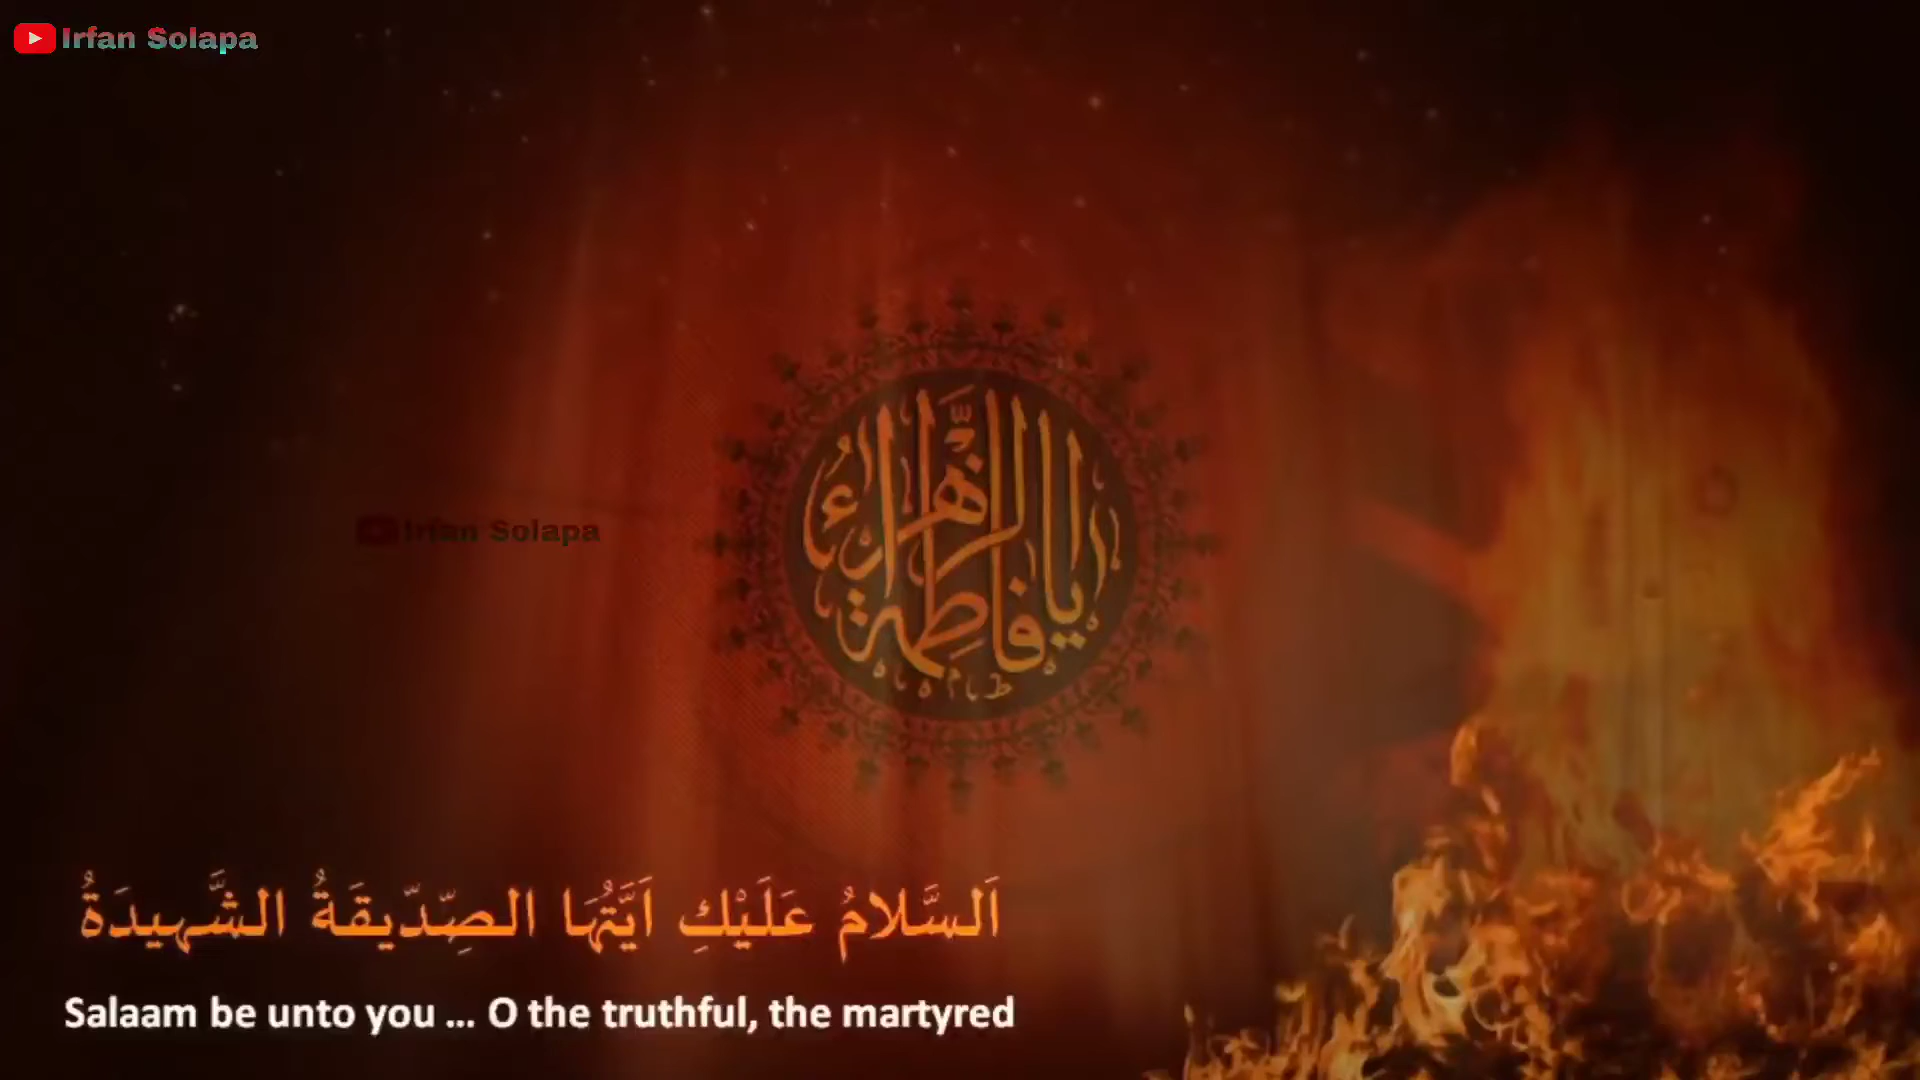 Irfan Solapa
يا فاطمة الزهراء
Irfan Solapa
اَلسَّلامُ عَلَيْكِ اَيَّتُهَا الصِّدّيقَةُ الشَّهيدَةُ
Salaam be unto you ... O the truthful, the martyred